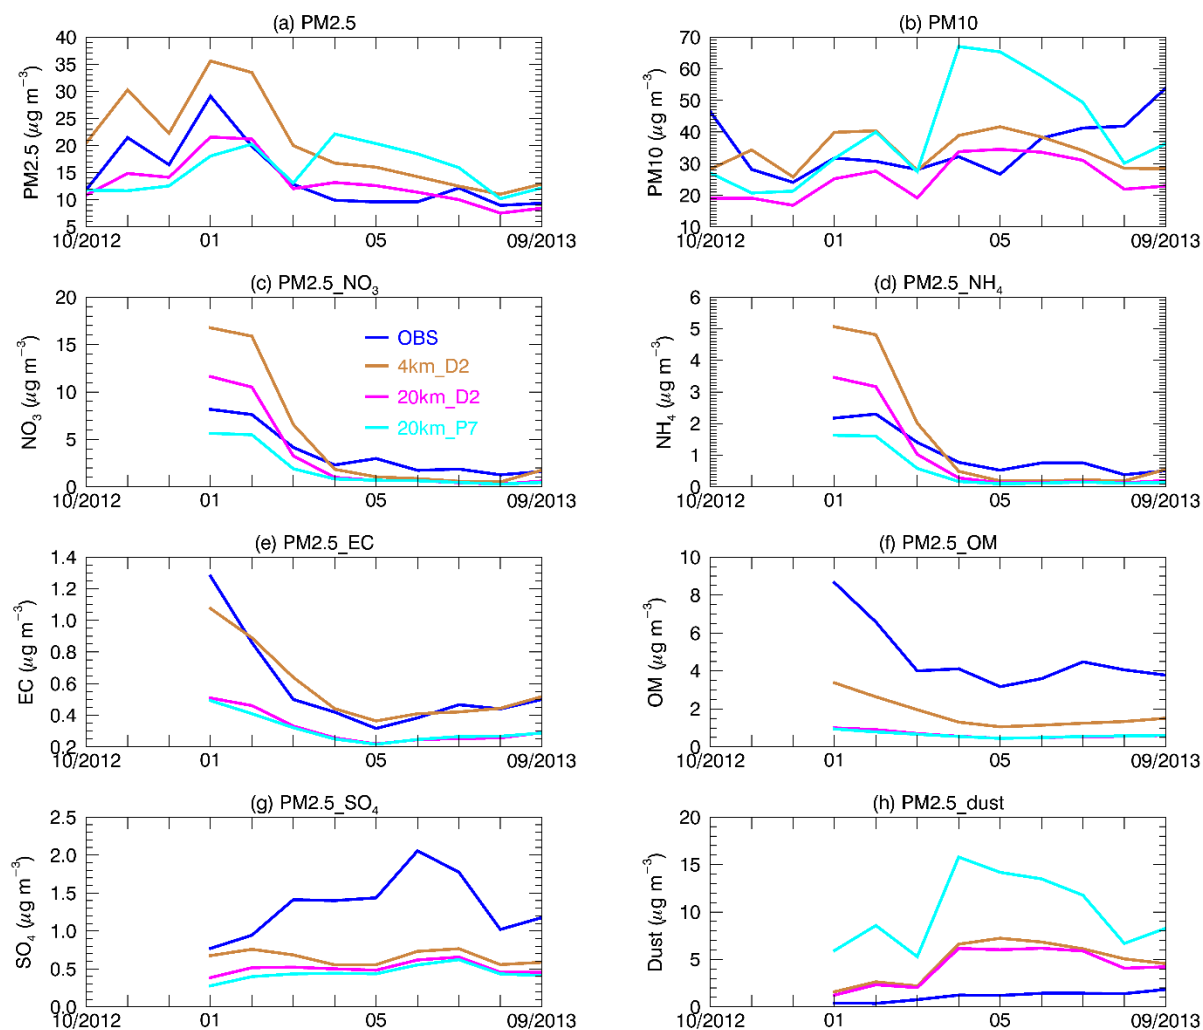 (a) PM2.5
PM2.5 (μg m⁻³)
40
35
30
25
20
15
10
5
10/2012 01 05 09/2013
(b) PM10
PM10 (μg m⁻³)
70
60
50
40
30
20
10
10/2012 01 05 09/2013
(c) PM2.5_NO₃
NO₃ (μg m⁻³)
20
15
10
5
0
OBS
4km_D2
20km_D2
20km_P7
10/2012 01 05 09/2013
(d) PM2.5_NH₄
NH₄ (μg m⁻³)
6
5
4
3
2
1
0
10/2012 01 05 09/2013
(e) PM2.5_EC
EC (μg m⁻³)
1.4
1.2
1.0
0.8
0.6
0.4
0.2
10/2012 01 05 09/2013
(f) PM2.5_OM
OM (μg m⁻³)
10
8
6
4
2
0
10/2012 01 05 09/2013
(g) PM2.5_SO₄
SO₄ (μg m⁻³)
2.5
2.0
1.5
1.0
0.5
0.0
10/2012 01 05 09/2013
(h) PM2.5_dust
Dust (μg m⁻³)
20
15
10
5
0
10/2012 01 05 09/2013